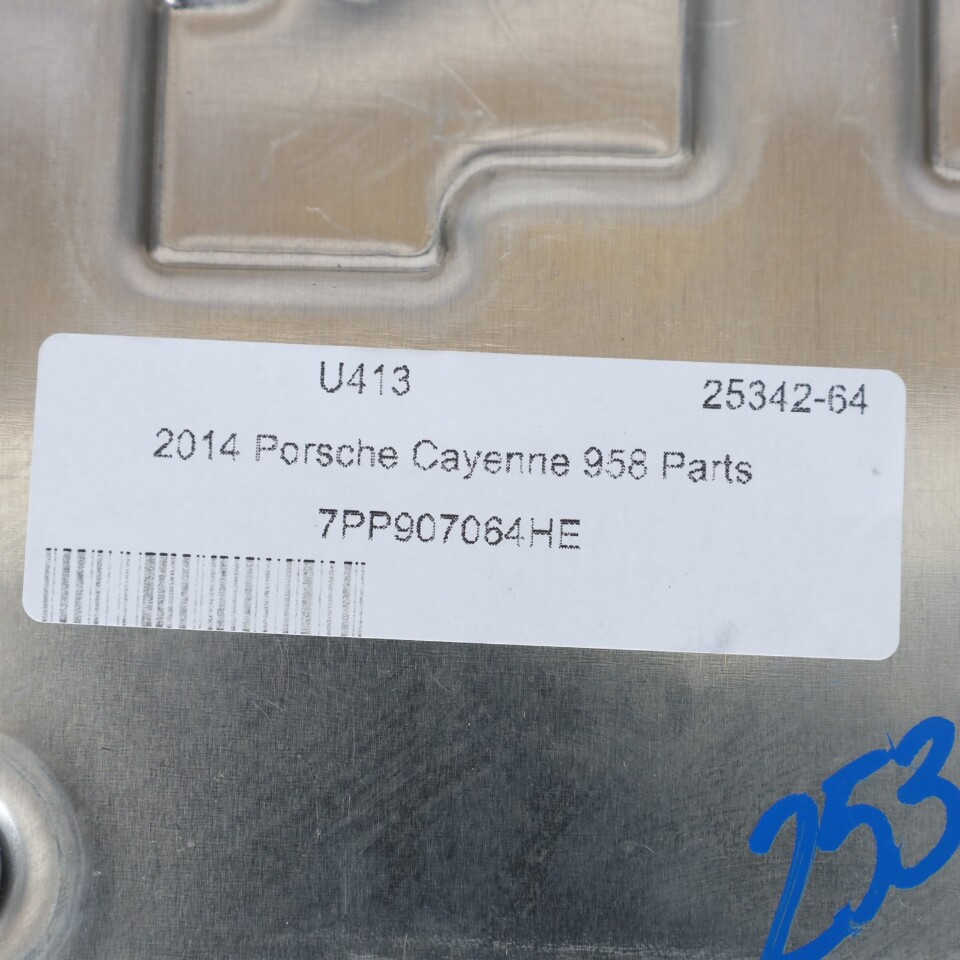 U413 25342-64
2014 Porsche Cayenne 958 Parts
7PP907064HE
253